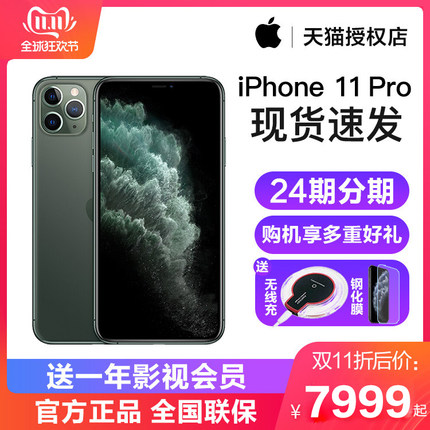 11.11
全球狂欢节
天猫授权店
iPhone 11 Pro
现货速发
24期分期
购机享多重好礼
送
无线充
钢化膜
送一年影视会员
官方正品 全国联保
双11折后价:
¥7999起